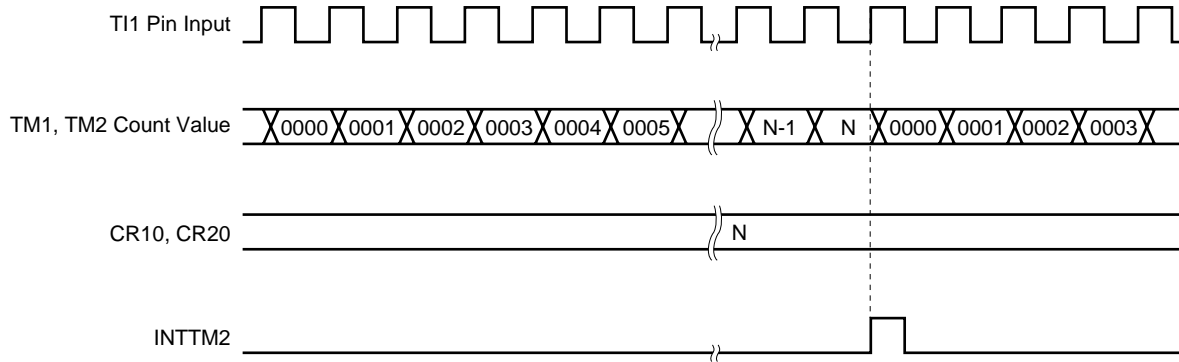 TI1 Pin Input
TM1, TM2 Count Value
0000 0001 0002 0003 0004 0005 N-1 N 0000 0001 0002 0003
CR10, CR20
N
INTTM2